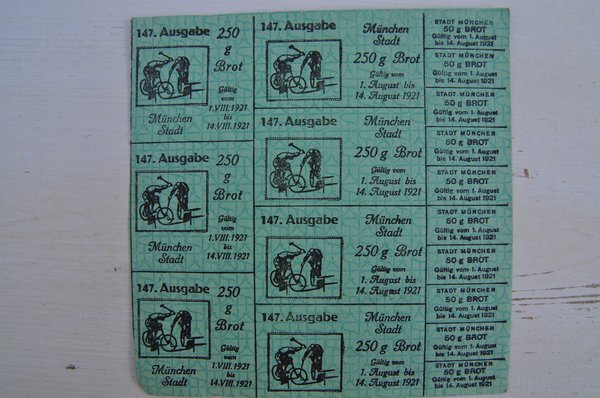 147. Ausgabe
250
g
Brot
Gültig
vom
1.VIII.1921
bis
14.VIII.1921
München
Stadt
147. Ausgabe
250
g
Brot
Gültig
vom
1.VIII.1921
bis
14.VIII.1921
München
Stadt
147. Ausgabe
250
g
Brot
Gültig
vom
1.VIII.1921
bis
14.VIII.1921
München
Stadt
147. Ausgabe
München
Stadt
250 g Brot
Gültig vom
1. August bis
14. August 1921
147. Ausgabe
München
Stadt
250 g Brot
Gültig vom
1. August bis
14. August 1921
147. Ausgabe
München
Stadt
250 g Brot
Gültig vom
1. August bis
14. August 1921
147. Ausgabe
München
Stadt
250 g Brot
Gültig vom
1. August bis
14. August 1921
STADT MÜNCHEN
50 g BROT
Gültig vom 1. August
bis 14. August 1921
STADT MÜNCHEN
50 g BROT
Gültig vom 1. August
bis 14. August 1921
STADT MÜNCHEN
50 g BROT
Gültig vom 1. August
bis 14. August 1921
STADT MÜNCHEN
50 g BROT
Gültig vom 1. August
bis 14. August 1921
STADT MÜNCHEN
50 g BROT
Gültig vom 1. August
bis 14. August 1921
STADT MÜNCHEN
50 g BROT
Gültig vom 1. August
bis 14. August 1921
STADT MÜNCHEN
50 g BROT
Gültig vom 1. August
bis 14. August 1921
STADT MÜNCHEN
50 g BROT
Gültig vom 1. August
bis 14. August 1921
STADT MÜNCHEN
50 g BROT
Gültig vom 1. August
bis 14. August 1921
STADT MÜNCHEN
50 g BROT
Gültig vom 1. August
bis 14. August 1921